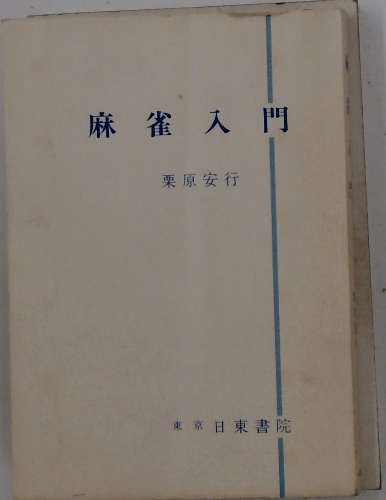 麻雀入門
栗原安行
東京 日東書院